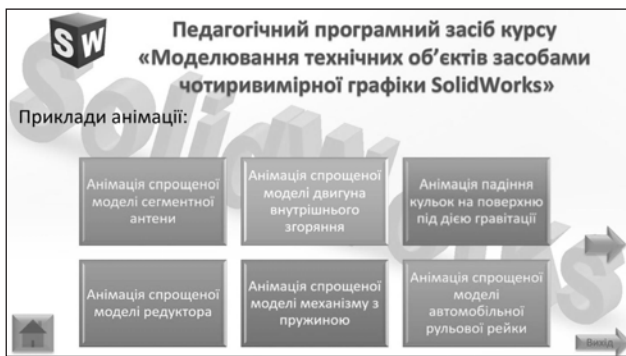 SW
Педагогічний програмний засіб курсу
«Моделювання технічних об’єктів засобами
чотиривимірної графіки SolidWorks»
SolidWorks
Приклади анімації:
Анімація спрощеної
моделі сегментної
антени
Анімація спрощеної
моделі двигуна
внутрішнього
згоряння
Анімація падіння
кульок на поверхню
під дією гравітації
Анімація спрощеної
моделі редуктора
Анімація спрощеної
моделі механізму з
пружиною
Анімація спрощеної
моделі
автомобільної
рульової рейки
Вихід